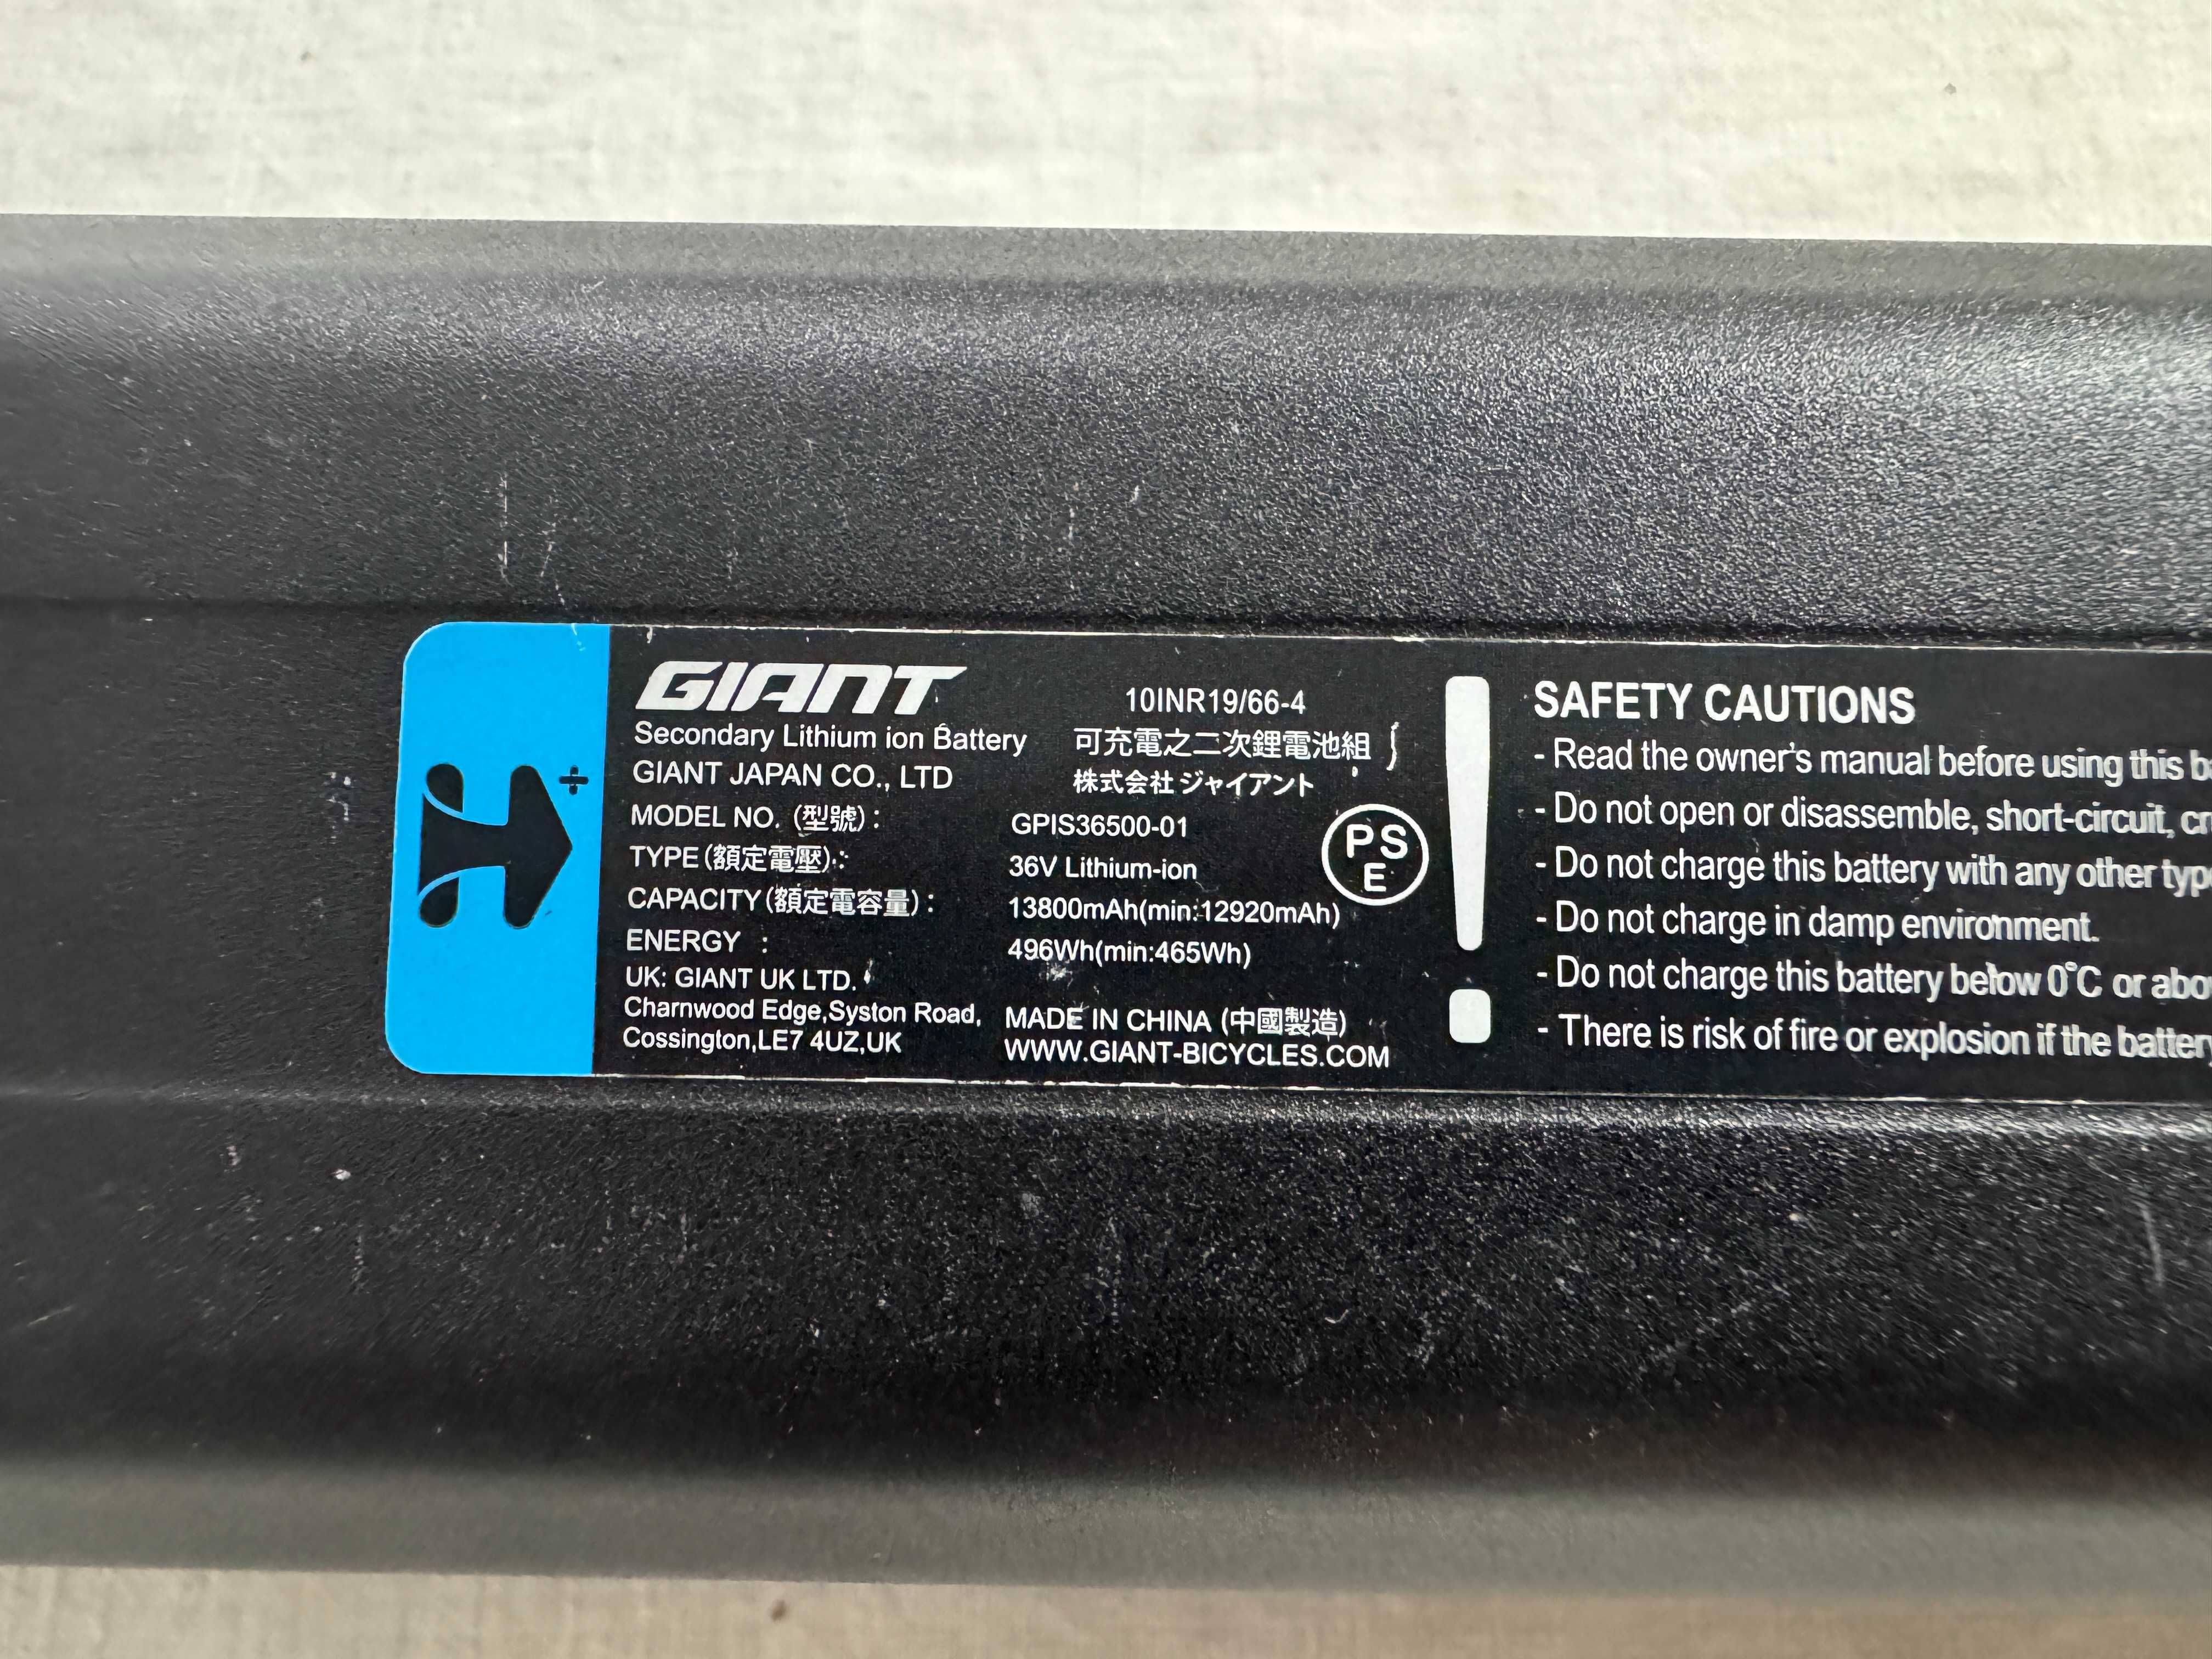 GIANT
10INR19/66-4
Secondary Lithium ion Battery
可充電之二次鋰電池組
GIANT JAPAN CO., LTD
株式会社 ジャイアント
MODEL NO. (型號) : GPIS36500-01
TYPE (額定電壓) : 36V Lithium-ion
CAPACITY (額定電容量) : 13800mAh(min:12920mAh)
ENERGY : 496Wh(min:465Wh)
UK: GIANT UK LTD.
Charnwood Edge,Syston Road,
Cossington,LE7 4UZ,UK
MADE IN CHINA (中國製造)
WWW.GIANT-BICYCLES.COM
PS
E
SAFETY CAUTIONS
- Read the owner's manual before using this
- Do not open or disassemble, short-circuit,
- Do not charge this battery with any other
- Do not charge in damp environment.
- Do not charge this battery below 0°C or
- There is risk of fire or explosion if the battery